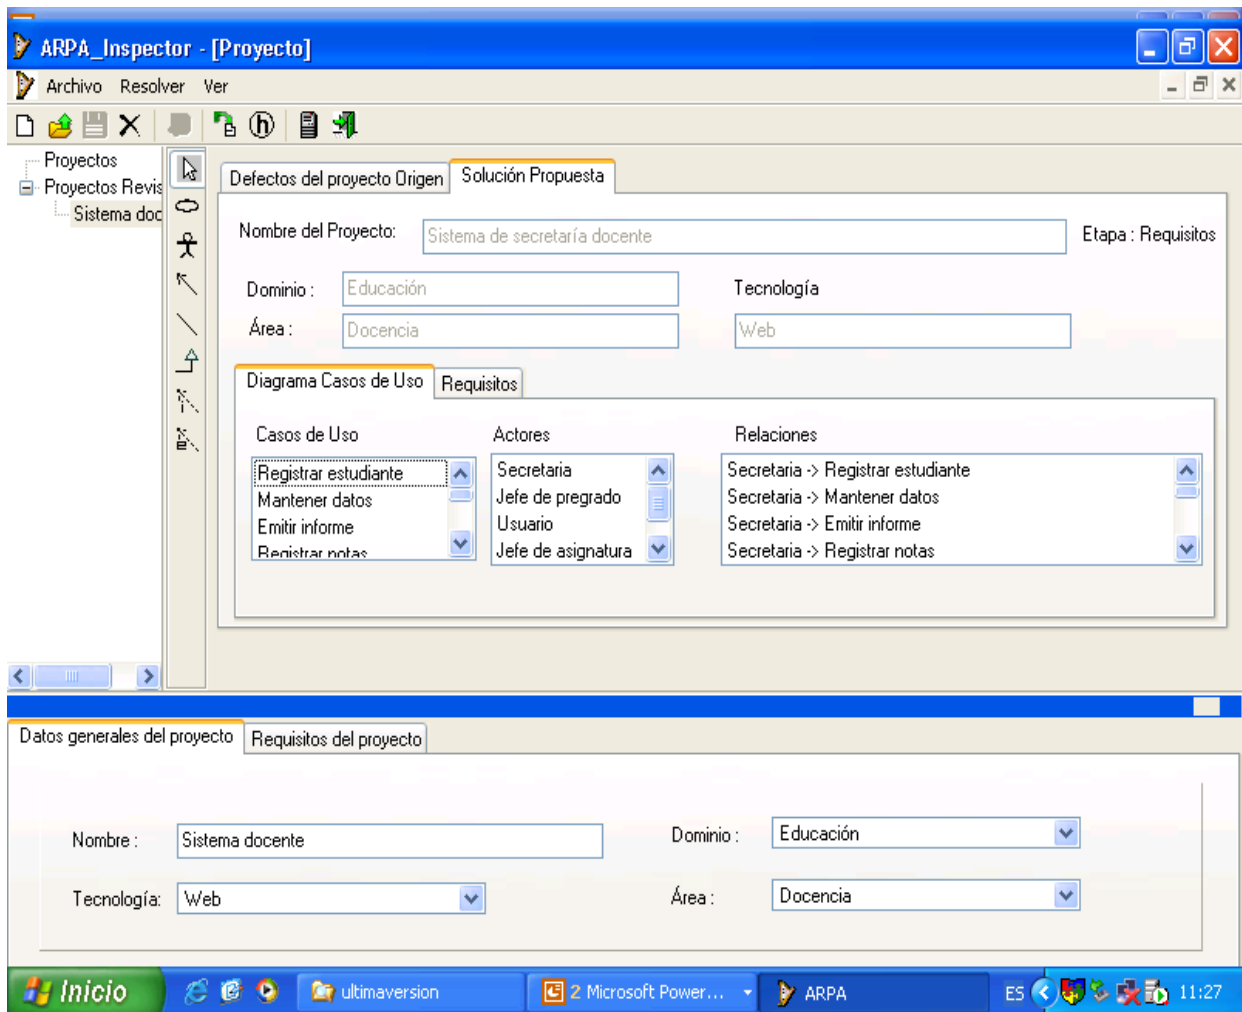 ARPA_Inspector - [Proyecto]
Archivo Resolver Ver
Proyectos
Proyectos Revis
Sistema doc
Defectos del proyecto Origen Solución Propuesta
Nombre del Proyecto: Sistema de secretaría docente Etapa : Requisitos
Dominio : Educación Tecnología
Área : Docencia Web
Diagrama Casos de Uso Requisitos
Casos de Uso Actores Relaciones
Registrar estudiante Secretaria Secretaria -> Registrar estudiante
Mantener datos Jefe de pregrado Secretaria -> Mantener datos
Emitir informe Usuario Secretaria -> Emitir informe
Registrar notas Jefe de asignatura Secretaria -> Registrar notas
Datos generales del proyecto Requisitos del proyecto
Nombre : Sistema docente Dominio : Educación
Tecnología: Web Área : Docencia
Inicio ultimaversion 2 Microsoft Power... ARPA ES 11:27